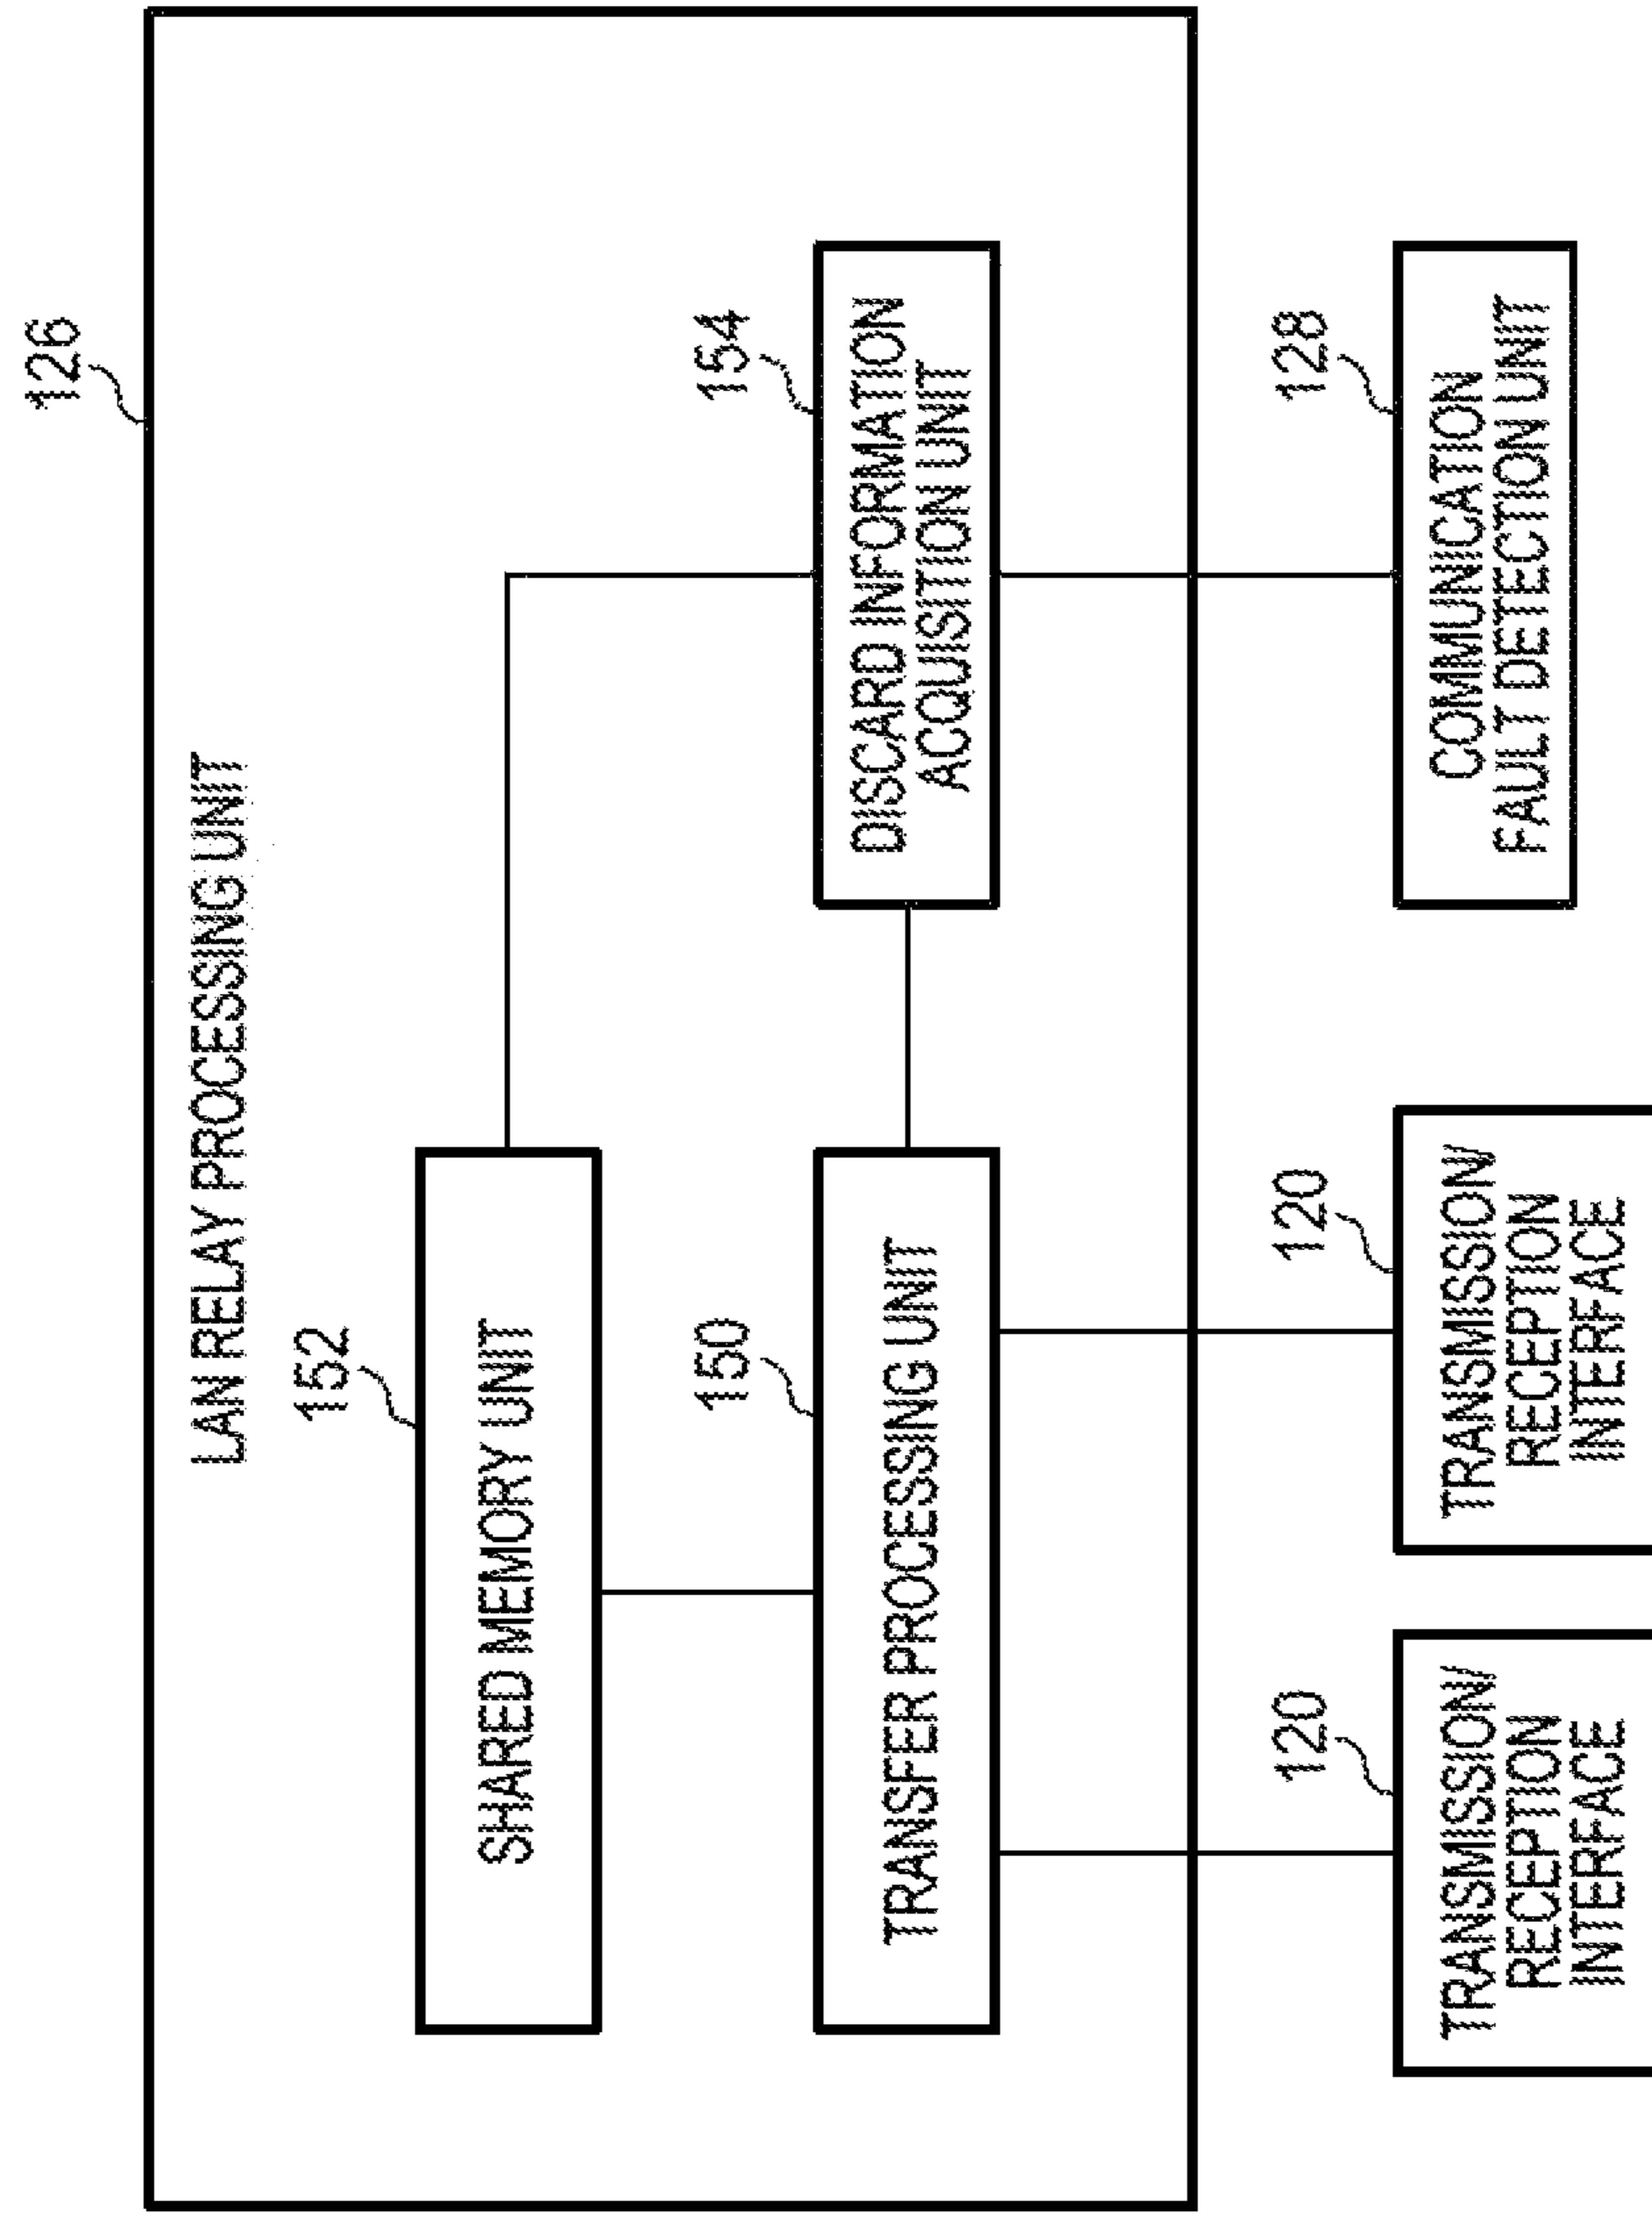 126
LAN RELAY PROCESSING UNIT
152
SHARED MEMORY UNIT
150
TRANSFER PROCESSING UNIT
154
DISCARD INFORMATION
ACQUISITION UNIT
120
TRANSMISSION/
RECEPTION
INTERFACE
120
TRANSMISSION/
RECEPTION
INTERFACE
128
COMMUNICATION
FAULT DETECTION UNIT